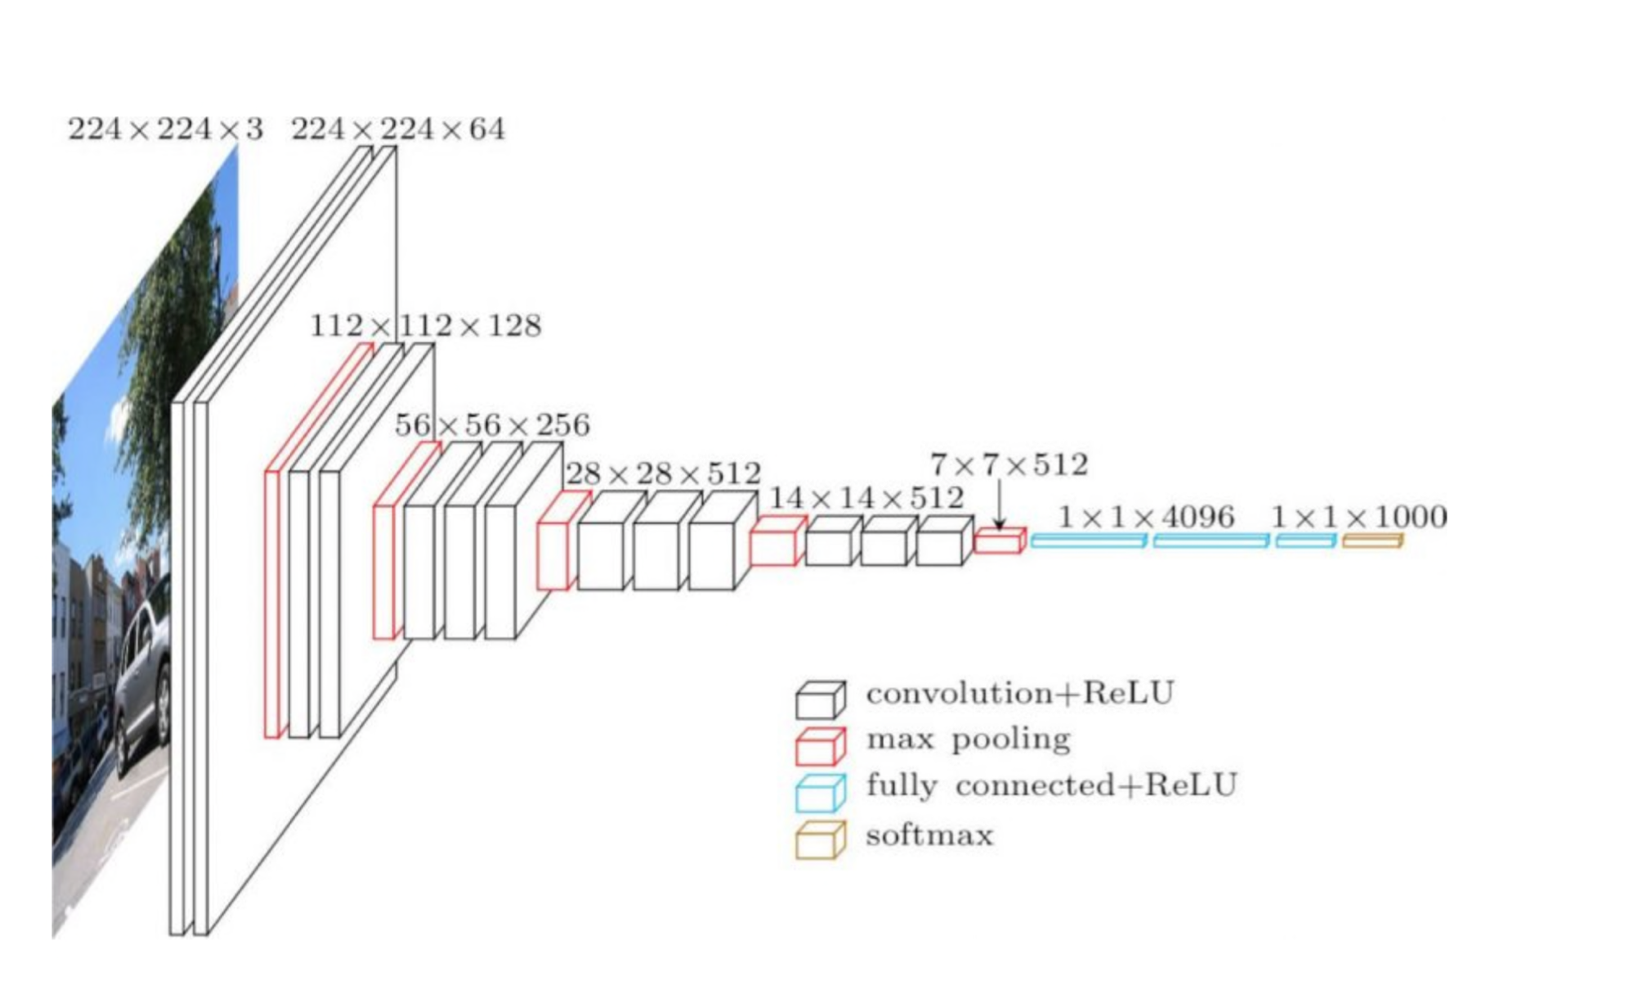 224×224×3
224×224×64
112×112×128
56×56×256
28×28×512
14×14×512
7×7×512
1×1×4096
1×1×1000
convolution+ReLU
max pooling
fully connected+ReLU
softmax